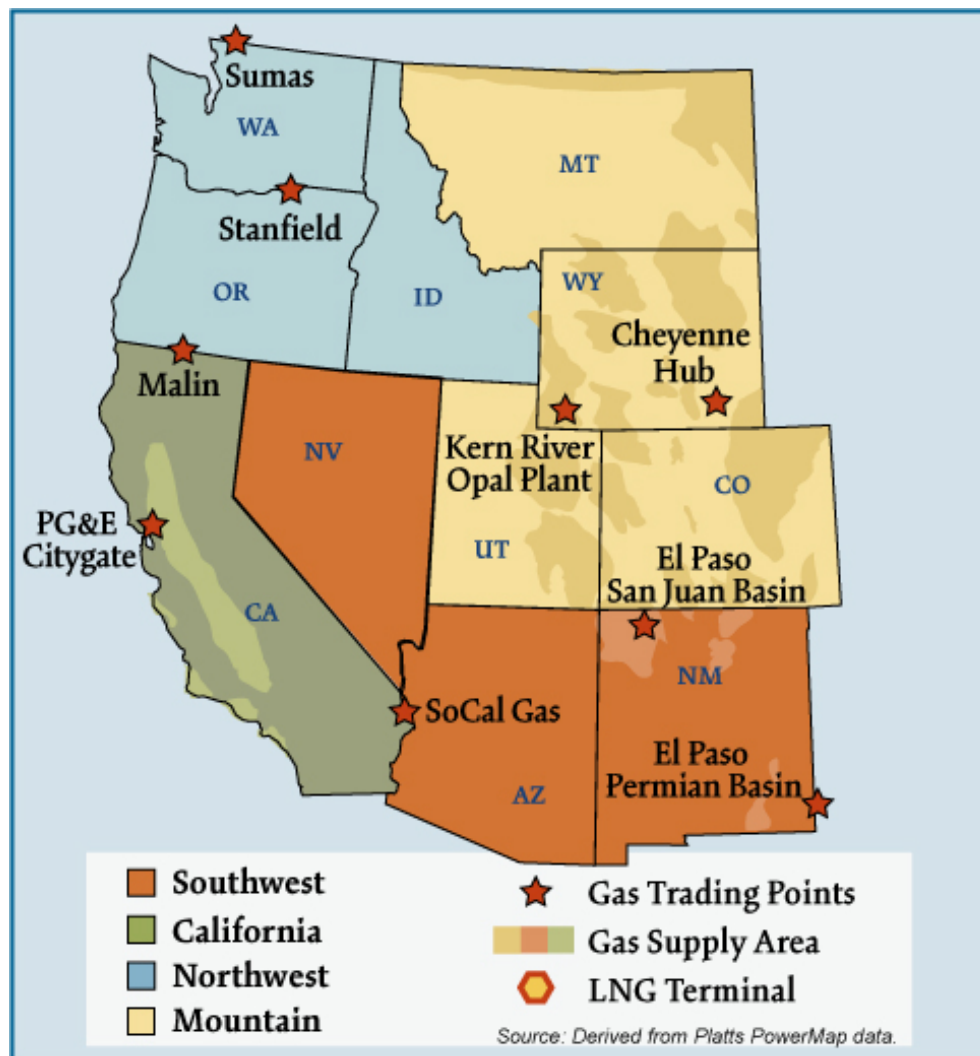 Sumas
WA
MT
Stanfield
OR
ID
WY
Cheyenne
Hub
Malin
NV
Kern River
Opal Plant
CO
PG&E
Citygate
UT
El Paso
San Juan Basin
CA
NM
SoCal Gas
El Paso
Permian Basin
AZ
Southwest
California
Northwest
Mountain
Gas Trading Points
Gas Supply Area
LNG Terminal
Source: Derived from Platts PowerMap data.